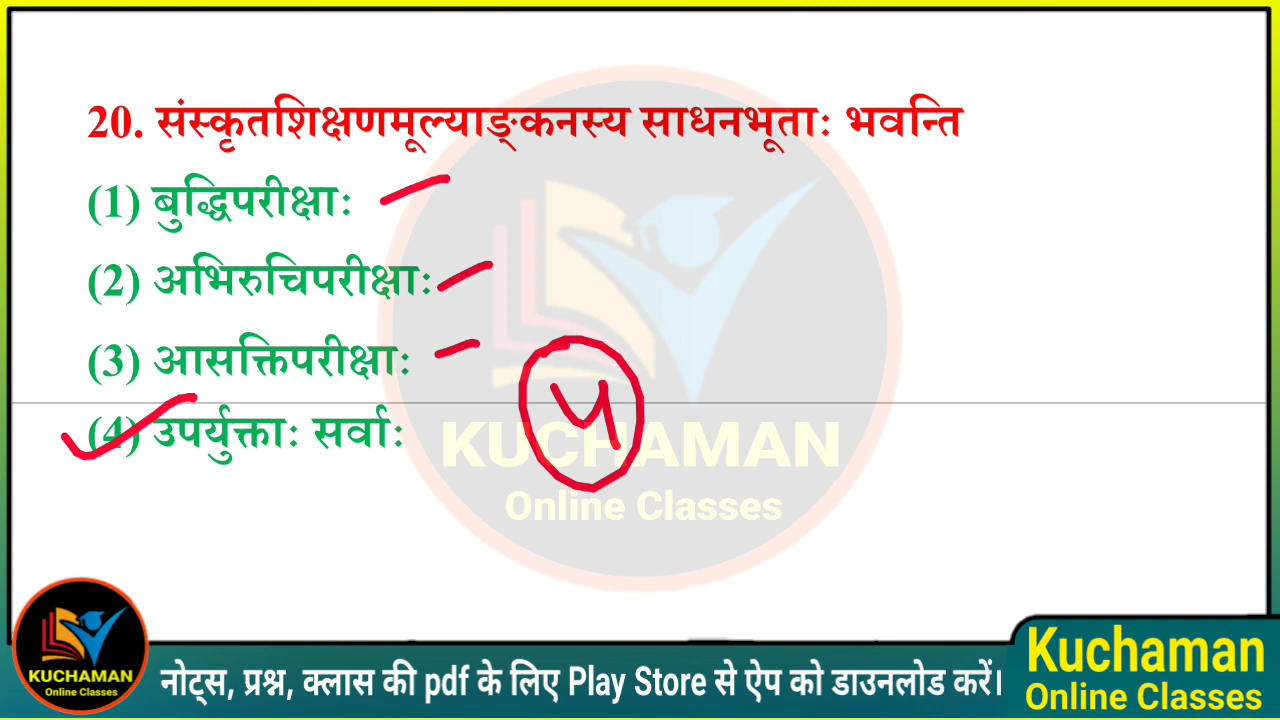 20. संस्कृतशिक्षणमूल्याङ्कनस्य साधनभूताः भवन्ति
(1) बुद्धिपरीक्षाः
(2) अभिरुचिपरीक्षाः
(3) आसक्तिपरीक्षाः
(4) उपर्युक्ताः सर्वाः
KUCHAMAN
Online Classes
KUCHAMAN
Online Classes
नोट्स, प्रश्न, क्लास की pdf के लिए Play Store से ऐप को डाउनलोड करें।
Kuchaman
Online Classes